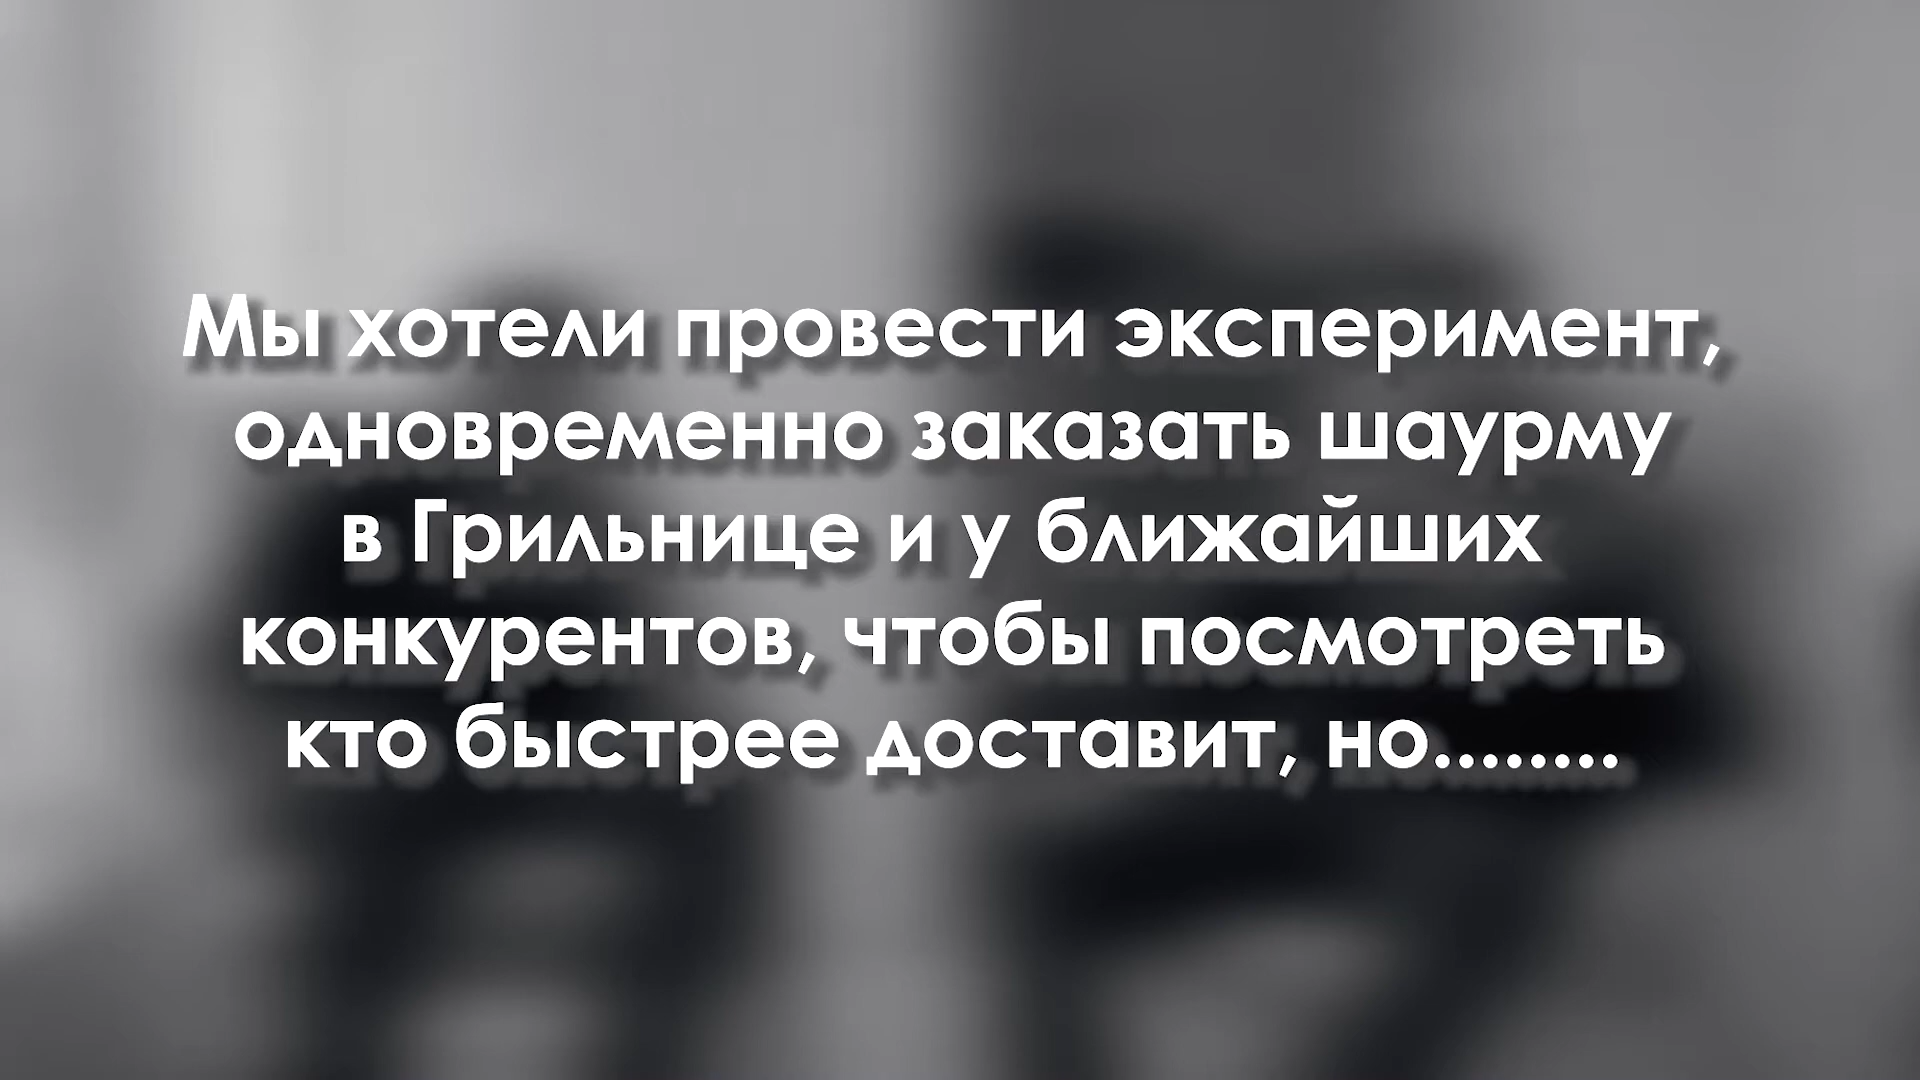 Мы хотели провести эксперимент,
одновременно заказать шаурму
в Грильнице и у ближайших
конкурентов, чтобы посмотреть
кто быстрее доставит, но........